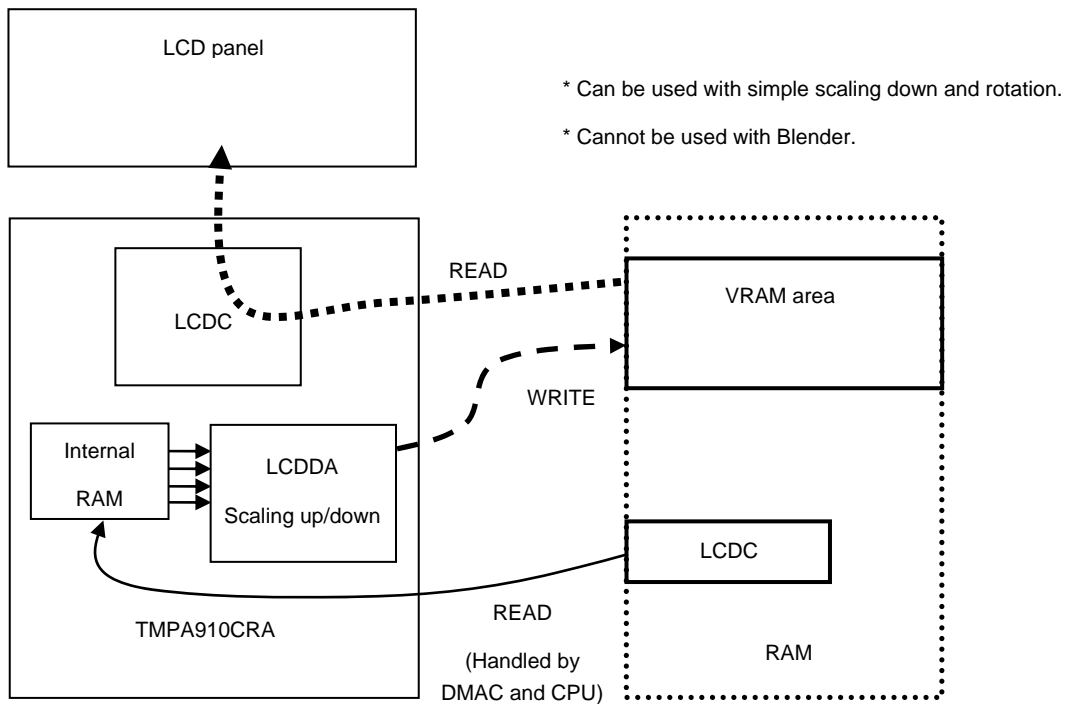 LCD panel
* Can be used with simple scaling down and rotation.
* Cannot be used with Blender.
READ
VRAM area
LCDC
WRITE
Internal
RAM
LCDDA
Scaling up/down
LCDC
READ
TMPA910CRA
(Handled by
DMAC and CPU)
RAM